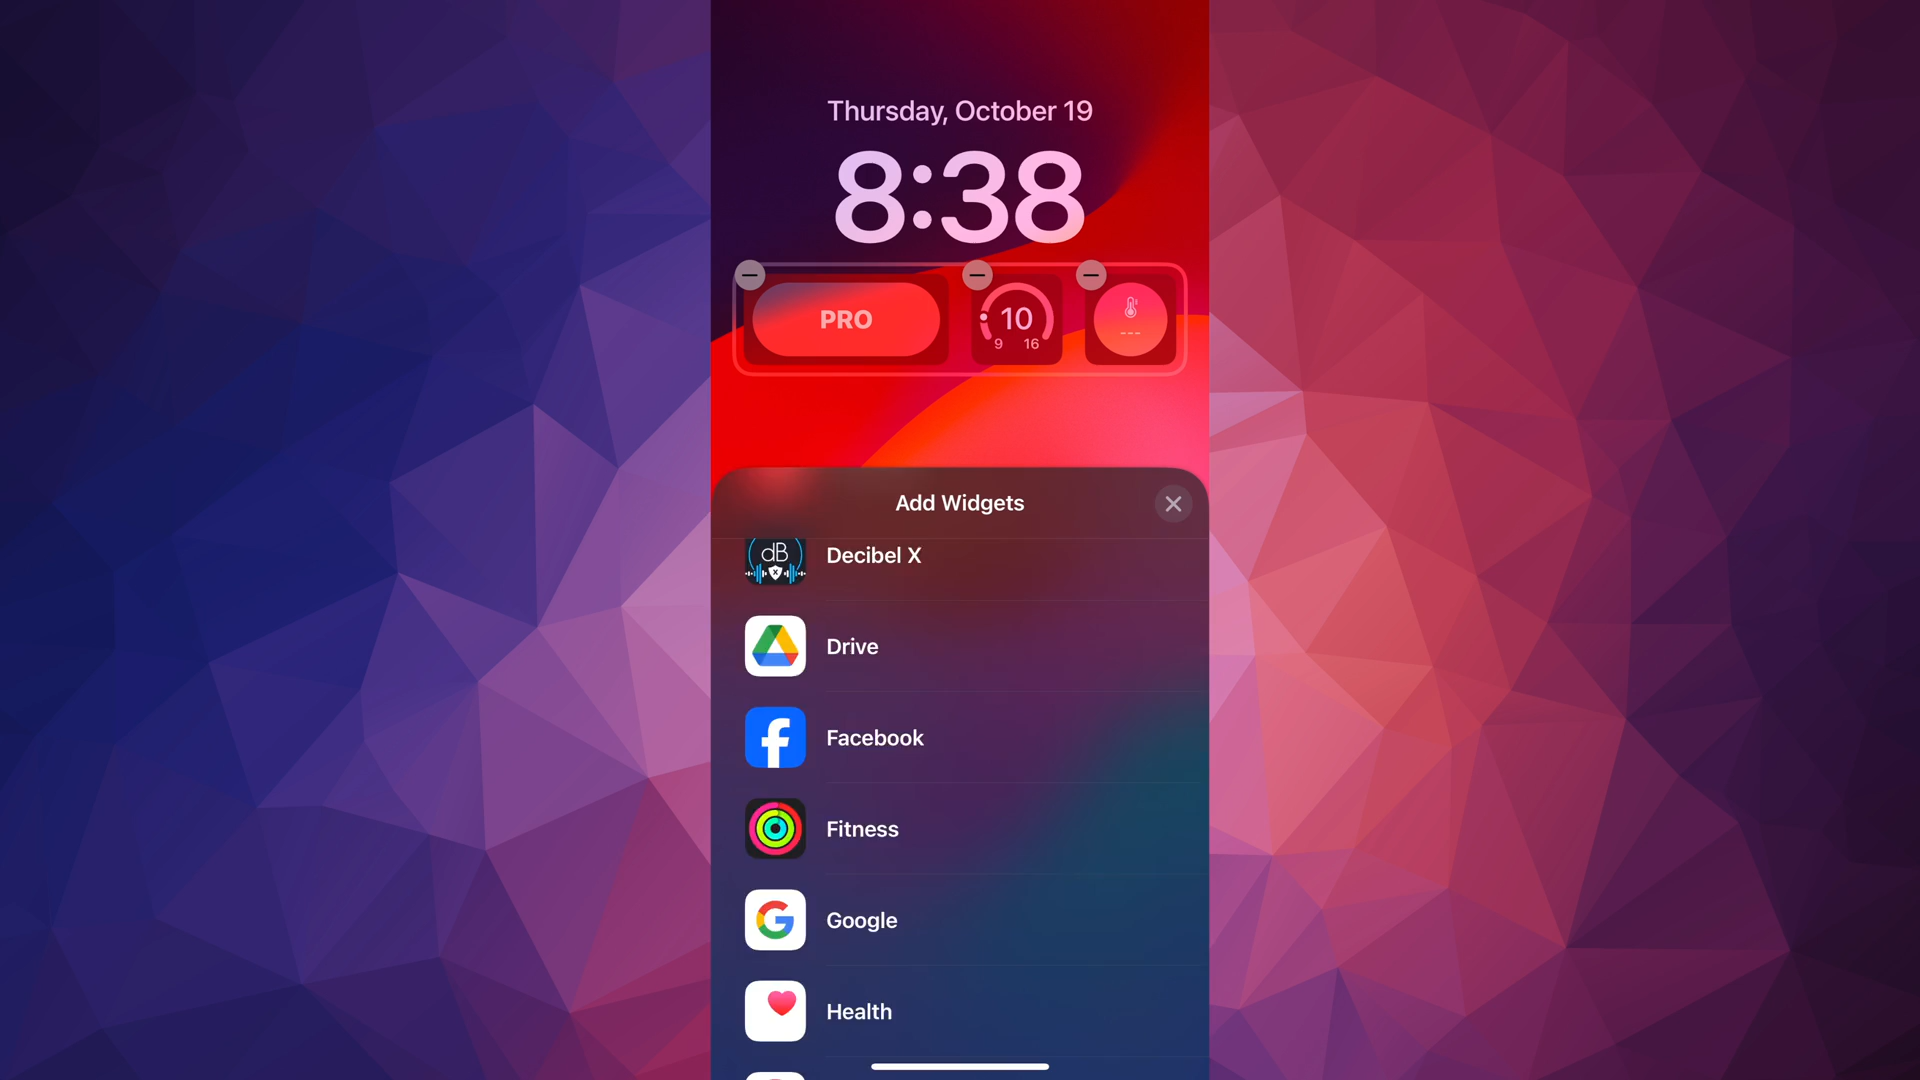 Thursday, October 19
8:38
PRO
10
9 16
---
Add Widgets
dB
X
Decibel X
Drive
f
Facebook
Fitness
G
Google
Health